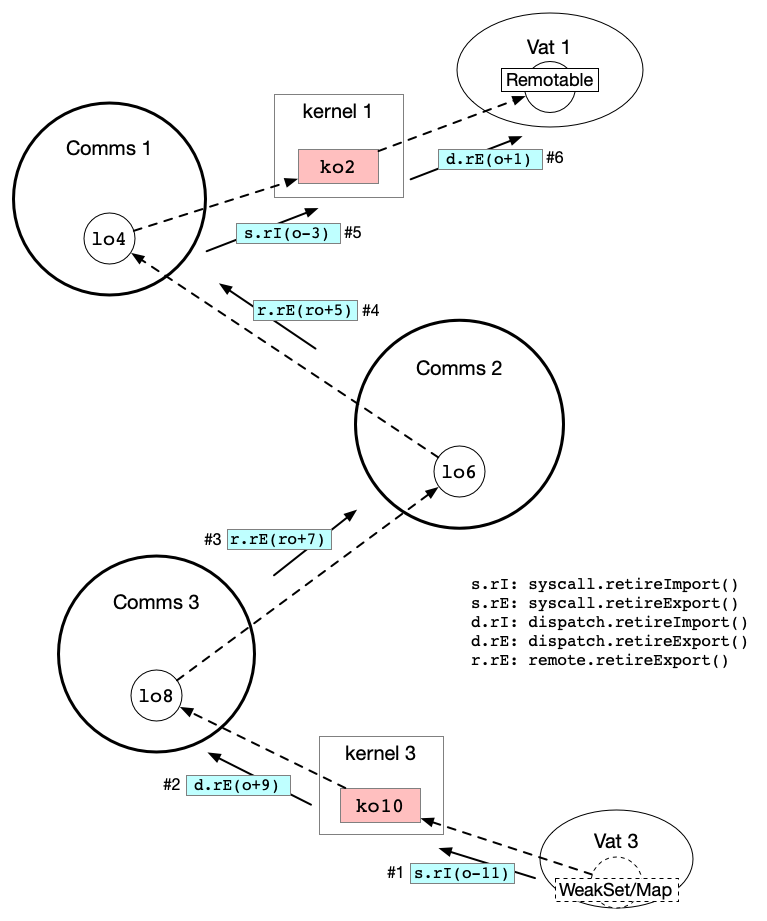 Vat 1
Remotable
kernel 1
ko2
d.rE(o+1) #6
Comms 1
lo4
s.rI(o-3) #5
r.rE(ro+5) #4
Comms 2
lo6
#3 r.rE(ro+7)
s.rI: syscall.retireImport()
s.rE: syscall.retireExport()
d.rI: dispatch.retireImport()
d.rE: dispatch.retireExport()
r.rE: remote.retireExport()
Comms 3
lo8
kernel 3
#2 d.rE(o+9)
ko10
Vat 3
#1 s.rI(o-11)
WeakSet/Map